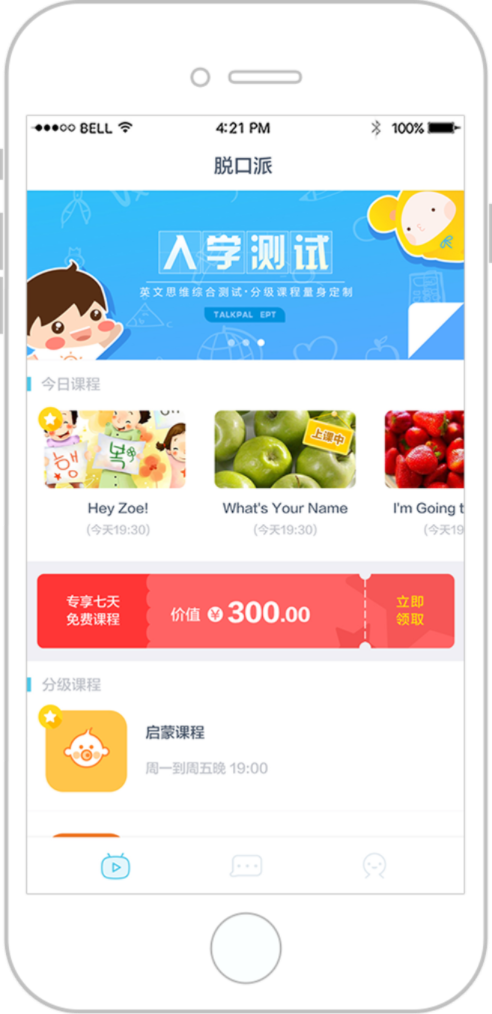 BELL
4:21 PM
100%
脱口派
入学测试
英文思维综合测试·分级课程量身定制
TALKPAL EPT
今日课程
행
복
上课中
Hey Zoe!
What's Your Name
I'm Going t
(今天19:30)
(今天19:30)
(今天19
专享七天
免费课程
价值 ¥ 300.00
立即
领取
分级课程
启蒙课程
周一到周五晚 19:00